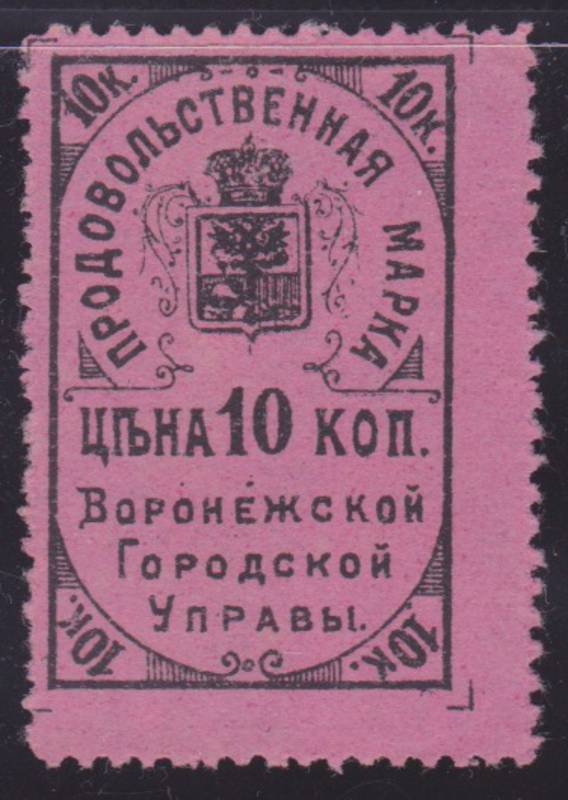 10к. 10к.
ПРОДОВОЛЬСТВЕННАЯ МАРКА
ЦѢНА 10 КОП.
ВОРОНЕЖСКОЙ
ГОРОДСКОЙ
УПРАВЫ.
10к. 10к.